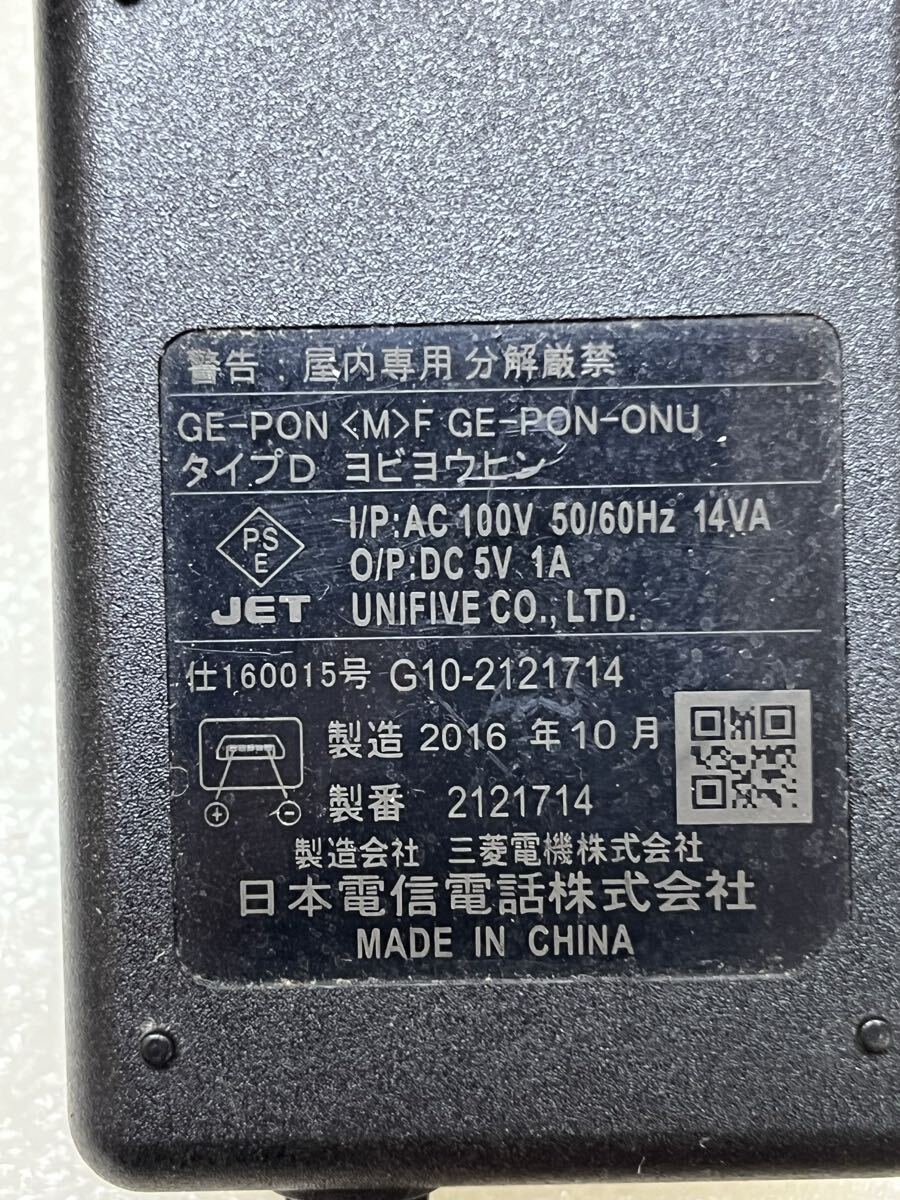 警告 屋内専用 分解厳禁
GE-PON <M>F GE-PON-ONU
タイプD ヨビヨウヒン
PSE
I/P:AC 100V 50/60Hz 14VA
O/P:DC 5V 1A
JET UNIFIVE CO., LTD.
仕160015号 G10-2121714
製造 2016 年 10 月
製番 2121714
製造会社 三菱電機株式会社
日本電信電話株式会社
MADE IN CHINA